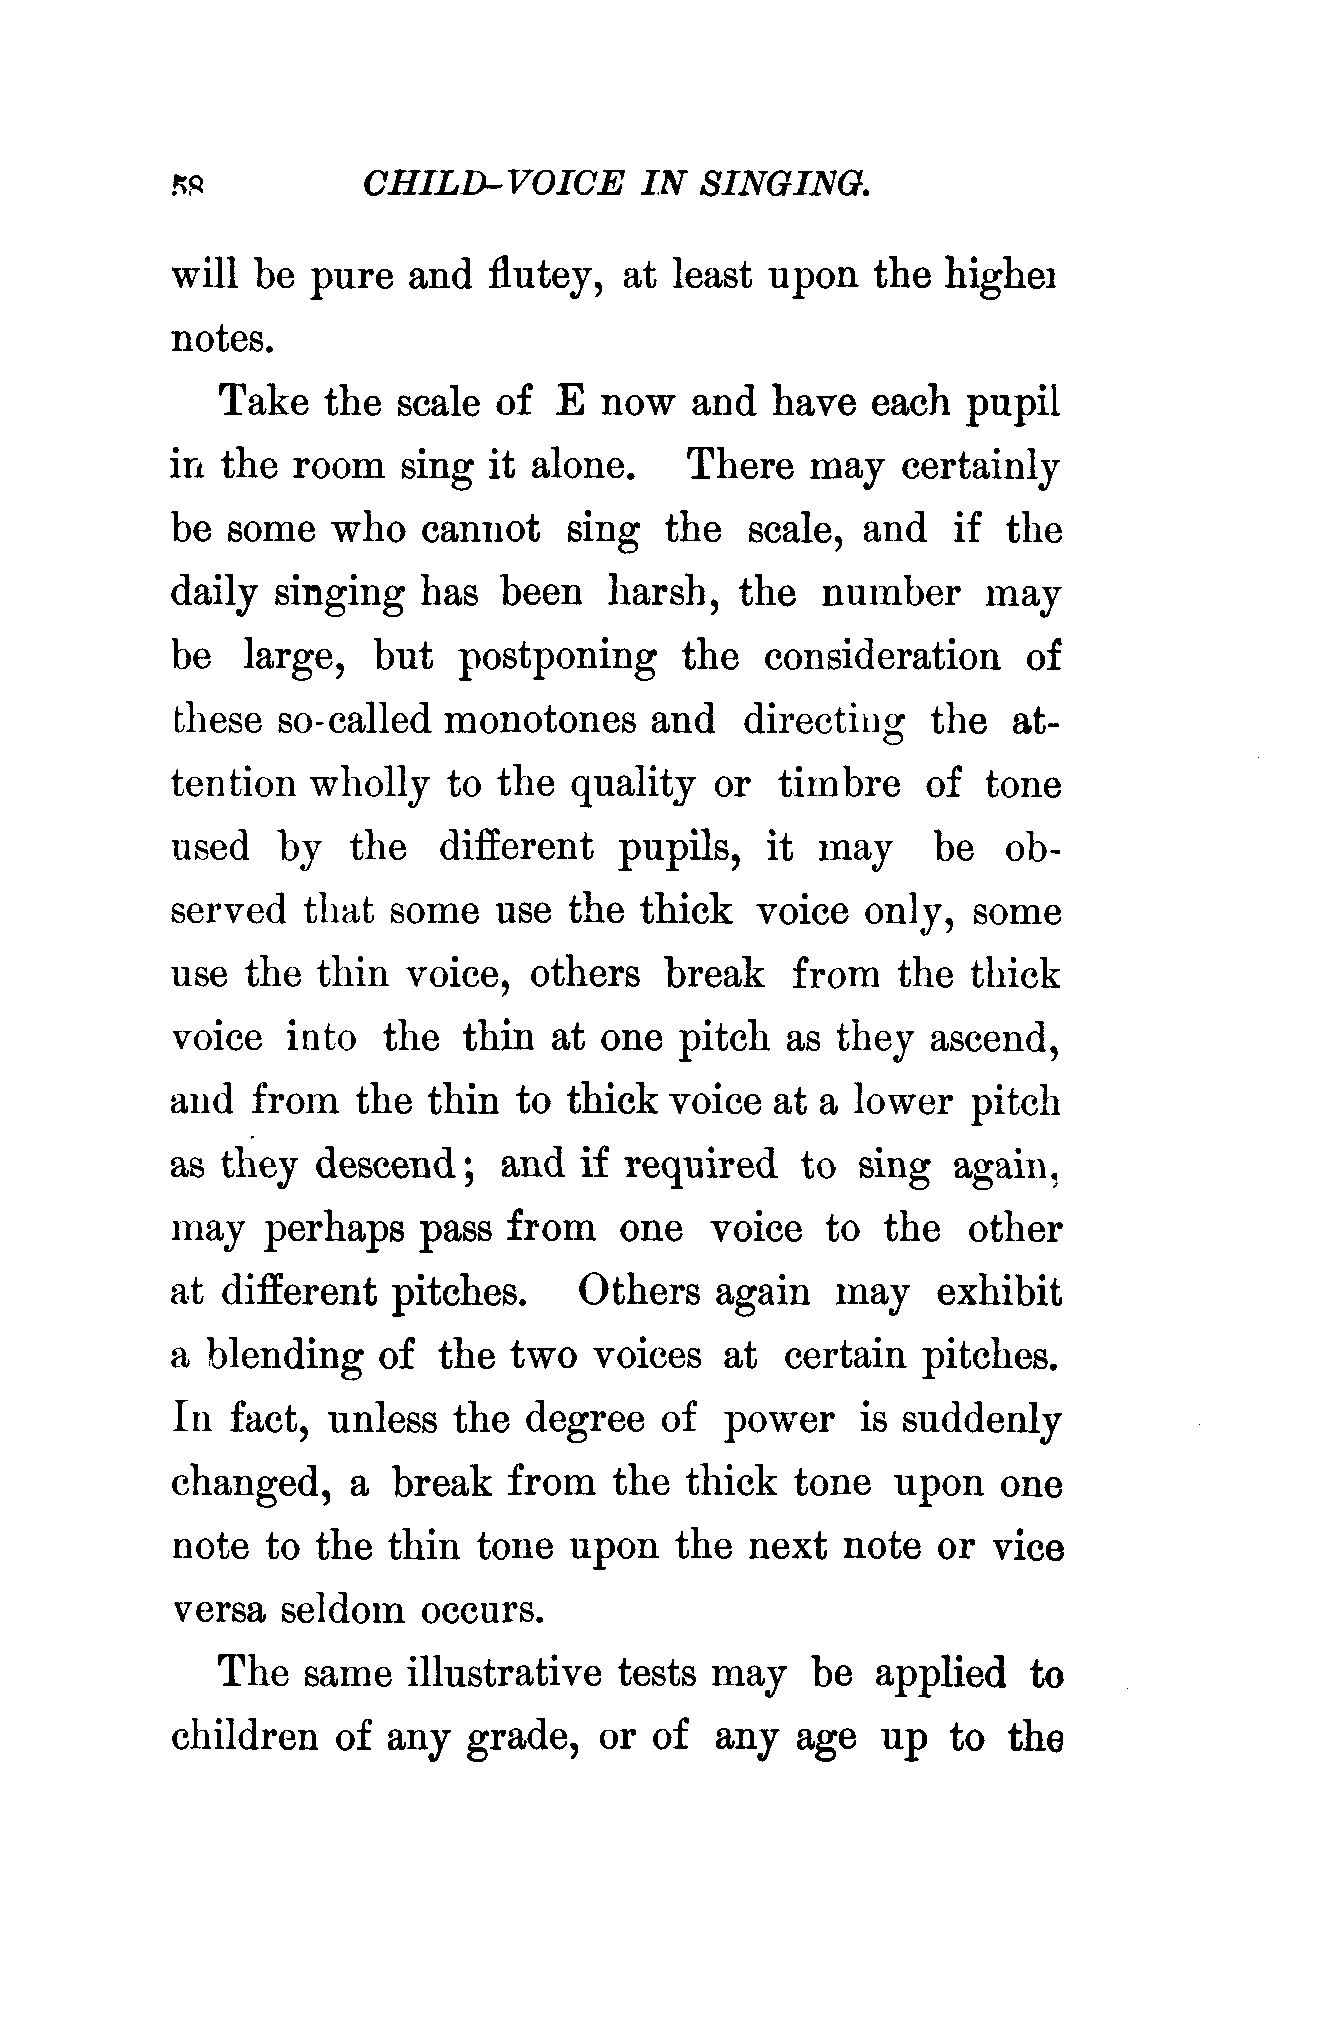 58 CHILD-VOICE IN SINGING.
will be pure and flutey, at least upon the higher
notes.
Take the scale of E now and have each pupil
in the room sing it alone. There may certainly
be some who cannot sing the scale, and if the
daily singing has been harsh, the number may
be large, but postponing the consideration of
these so-called monotones and directing the at-
tention wholly to the quality or timbre of tone
used by the different pupils, it may be ob-
served that some use the thick voice only, some
use the thin voice, others break from the thick
voice into the thin at one pitch as they ascend,
and from the thin to thick voice at a lower pitch
as they descend; and if required to sing again,
may perhaps pass from one voice to the other
at different pitches. Others again may exhibit
a blending of the two voices at certain pitches.
In fact, unless the degree of power is suddenly
changed, a break from the thick tone upon one
note to the thin tone upon the next note or vice
versa seldom occurs.
The same illustrative tests may be applied to
children of any grade, or of any age up to the